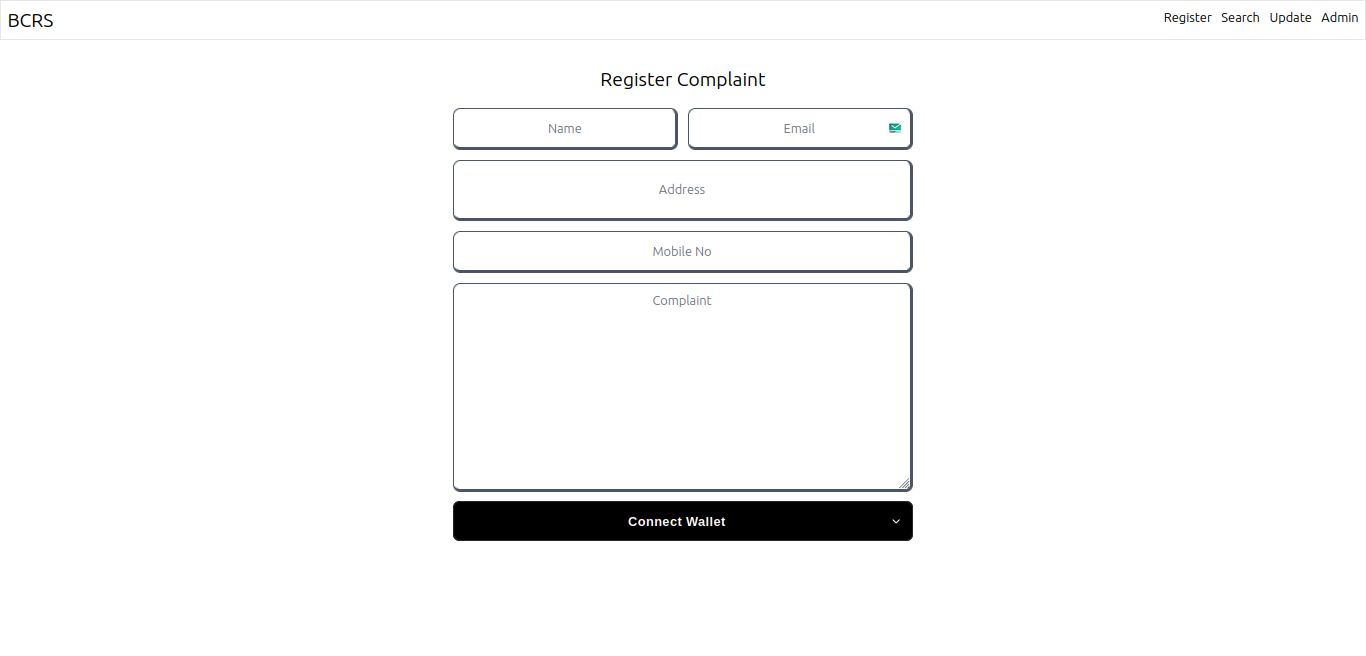 BCRS
Register Search Update Admin
Register Complaint
Name
Email
Address
Mobile No
Complaint
Connect Wallet